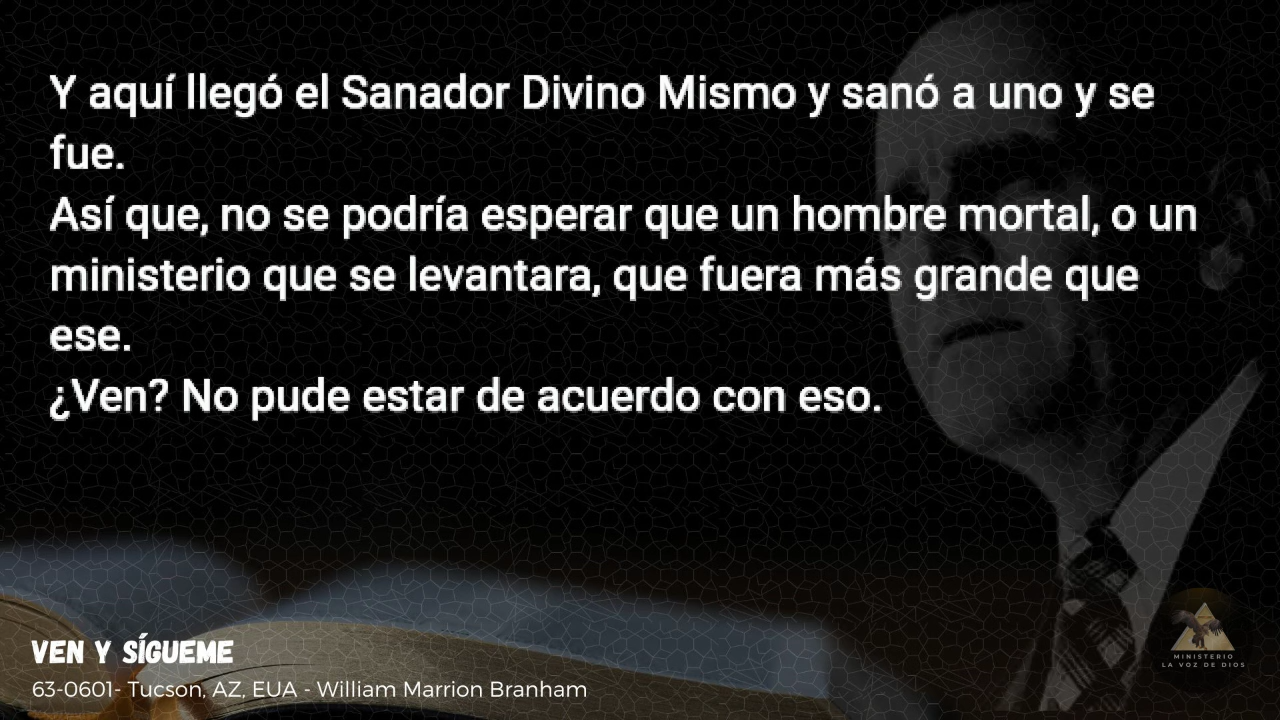 Y aquí llegó el Sanador Divino Mismo y sanó a uno y se
fue.
Así que, no se podría esperar que un hombre mortal, o un
ministerio que se levantara, que fuera más grande que
ese.
¿Ven? No pude estar de acuerdo con eso.
VEN Y SÍGUEME
63-0601- Tucson, AZ, EUA - William Marrion Branham
MINISTERIO
LA VOZ DE DIOS